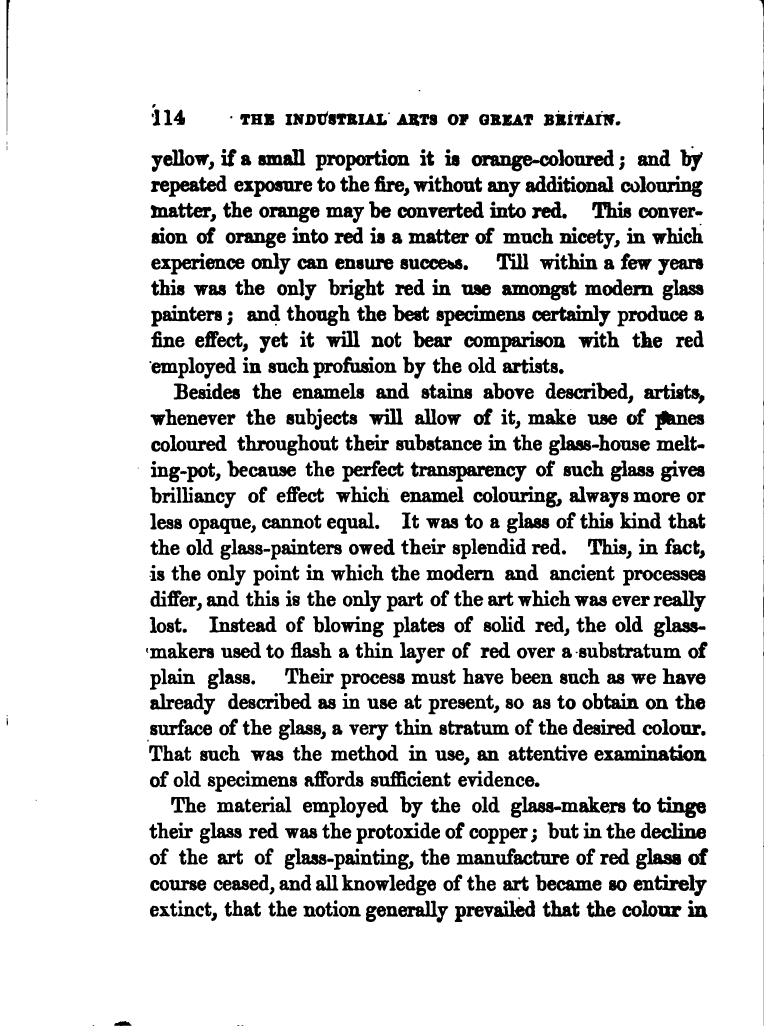 114 THE INDUSTRIAL ARTS OF GREAT BRITAIN.
yellow, if a small proportion it is orange-coloured; and by
repeated exposure to the fire, without any additional colouring
matter, the orange may be converted into red. This conver-
sion of orange into red is a matter of much nicety, in which
experience only can ensure success. Till within a few years
this was the only bright red in use amongst modern glass
painters; and though the best specimens certainly produce a
fine effect, yet it will not bear comparison with the red
employed in such profusion by the old artists.
Besides the enamels and stains above described, artists,
whenever the subjects will allow of it, make use of panes
coloured throughout their substance in the glass-house melt-
ing-pot, because the perfect transparency of such glass gives
brilliancy of effect which enamel colouring, always more or
less opaque, cannot equal. It was to a glass of this kind that
the old glass-painters owed their splendid red. This, in fact,
is the only point in which the modern and ancient processes
differ, and this is the only part of the art which was ever really
lost. Instead of blowing plates of solid red, the old glass-
makers used to flash a thin layer of red over a substratum of
plain glass. Their process must have been such as we have
already described as in use at present, so as to obtain on the
surface of the glass, a very thin stratum of the desired colour.
That such was the method in use, an attentive examination
of old specimens affords sufficient evidence.
The material employed by the old glass-makers to tinge
their glass red was the protoxide of copper; but in the decline
of the art of glass-painting, the manufacture of red glass of
course ceased, and all knowledge of the art became so entirely
extinct, that the notion generally prevailed that the colour in